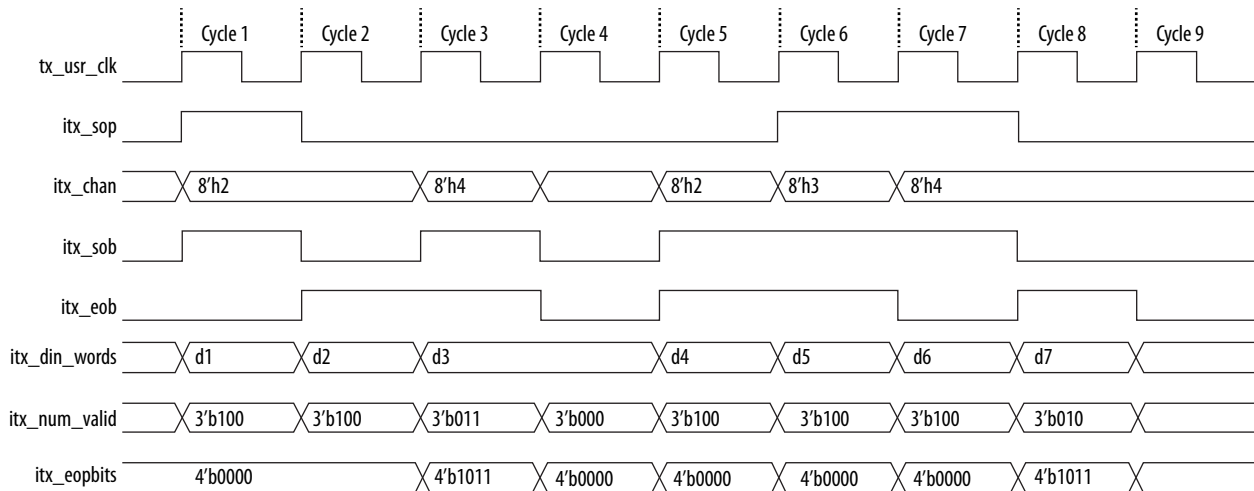 Cycle 1 Cycle 2 Cycle 3 Cycle 4 Cycle 5 Cycle 6 Cycle 7 Cycle 8 Cycle 9
tx_usr_clk
itx_sop
itx_chan 8’h2 8’h4 8’h2 8’h3 8’h4
itx_sob
itx_eob
itx_din_words d1 d2 d3 d4 d5 d6 d7
itx_num_valid 3’b100 3’b100 3’b011 3’b000 3’b100 3’b100 3’b100 3’b010
itx_eopbits 4’b0000 4’b1011 4’b0000 4’b0000 4’b0000 4’b0000 4’b1011